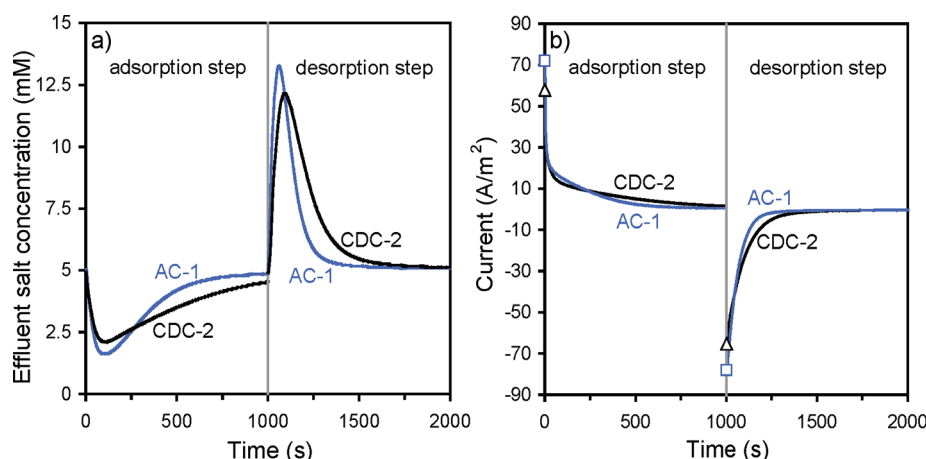 a)
adsorption step
desorption step
Effluent salt concentration (mM)
15
12.5
10
7.5
5
2.5
0
AC-1
CDC-2
CDC-2
AC-1
0
500
1000
1500
2000
Time (s)
b)
adsorption step
desorption step
Current (A/m²)
90
70
50
30
10
-10
-30
-50
-70
-90
CDC-2
AC-1
AC-1
CDC-2
0
500
1000
1500
2000
Time (s)